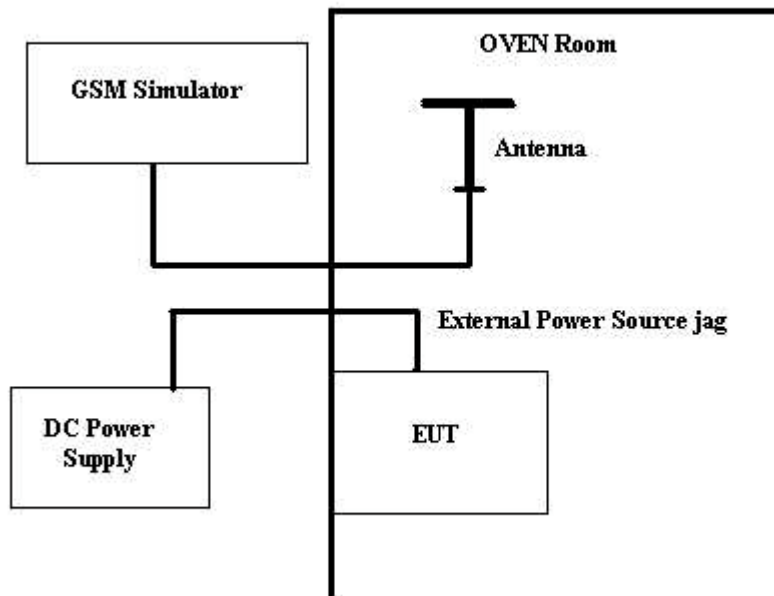 OVEN Room
GSM Simulator
Antenna
External Power Source jag
DC Power
Supply
EUT